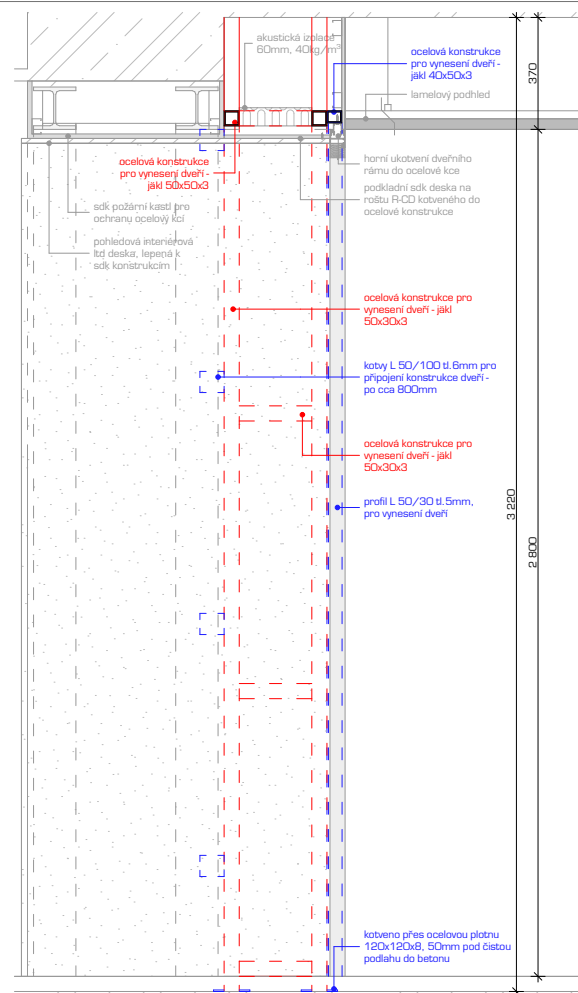 akustická izolace
60mm, 40kg/m³
ocelová konstrukce
pro vynesení dveří -
jäkl 40x50x3
lamelový podhled
370
ocelová konstrukce
pro vynesení dveří -
jäkl 50x50x3
horní ukotvení dveřního
rámu do ocelové kce
podkladní sdk deska na
roštu R-CD kotveného do
ocelové konstrukce
sdk požární kastl pro
ochranu ocelový kcí
pohledová interiérová
ltd deska, lepená k
sdk konstrukcím
ocelová konstrukce pro
vynesení dveří - jäkl
50x30x3
kotvy L 50/100 tl.6mm pro
připojení konstrukce dveří -
po cca 800mm
ocelová konstrukce pro
vynesení dveří - jäkl
50x30x3
profil L 50/30 tl.5mm,
pro vynesení dveří
3 220
2 800
kotveno přes ocelovou plotnu
120x120x8, 50mm pod čistou
podlahu do betonu